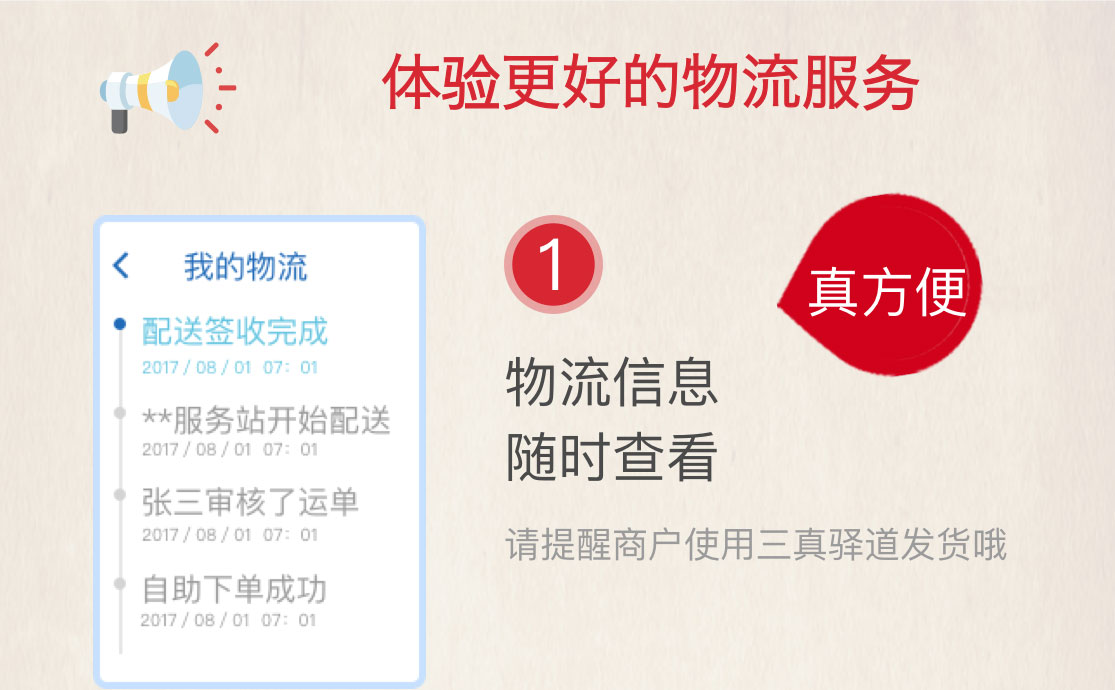 体验更好的物流服务
我的物流
配送签收完成
2017/08/01 07:01
**服务站开始配送
2017/08/01 07:01
张三审核了运单
2017/08/01 07:01
自助下单成功
2017/08/01 07:01
1
真方便
物流信息
随时查看
请提醒商户使用三真驿道发货哦